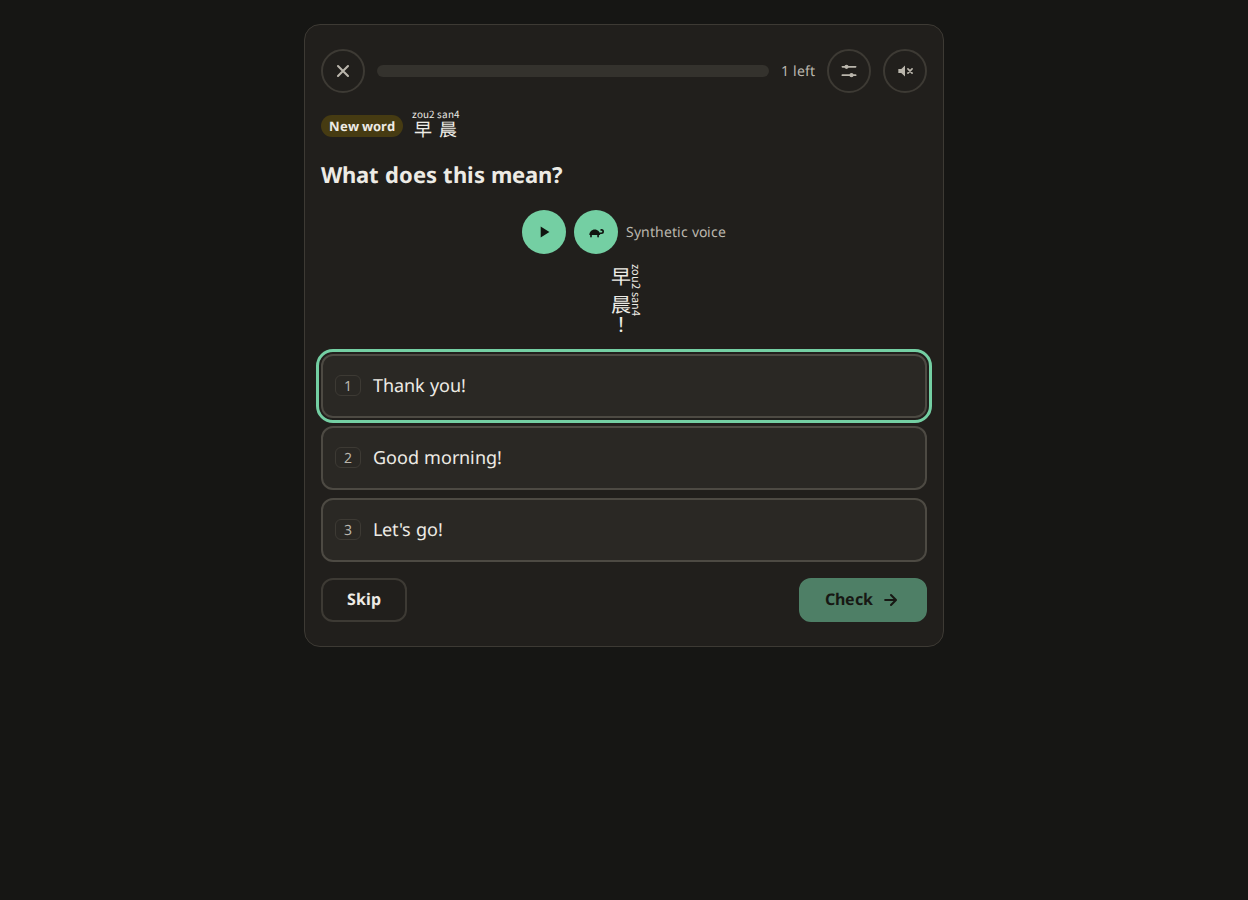 1 left
New word
zou2 san4
早晨
What does this mean?
Synthetic voice
早晨！
zou2 san4
1 Thank you!
2 Good morning!
3 Let's go!
Skip
Check